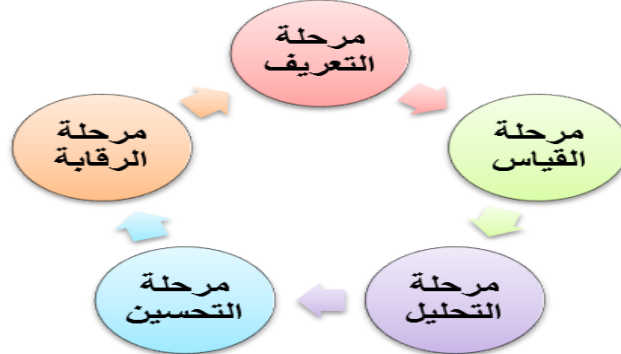 مرحلة
التعريف
مرحلة
القياس
مرحلة
التحليل
مرحلة
التحسين
مرحلة
الرقابة